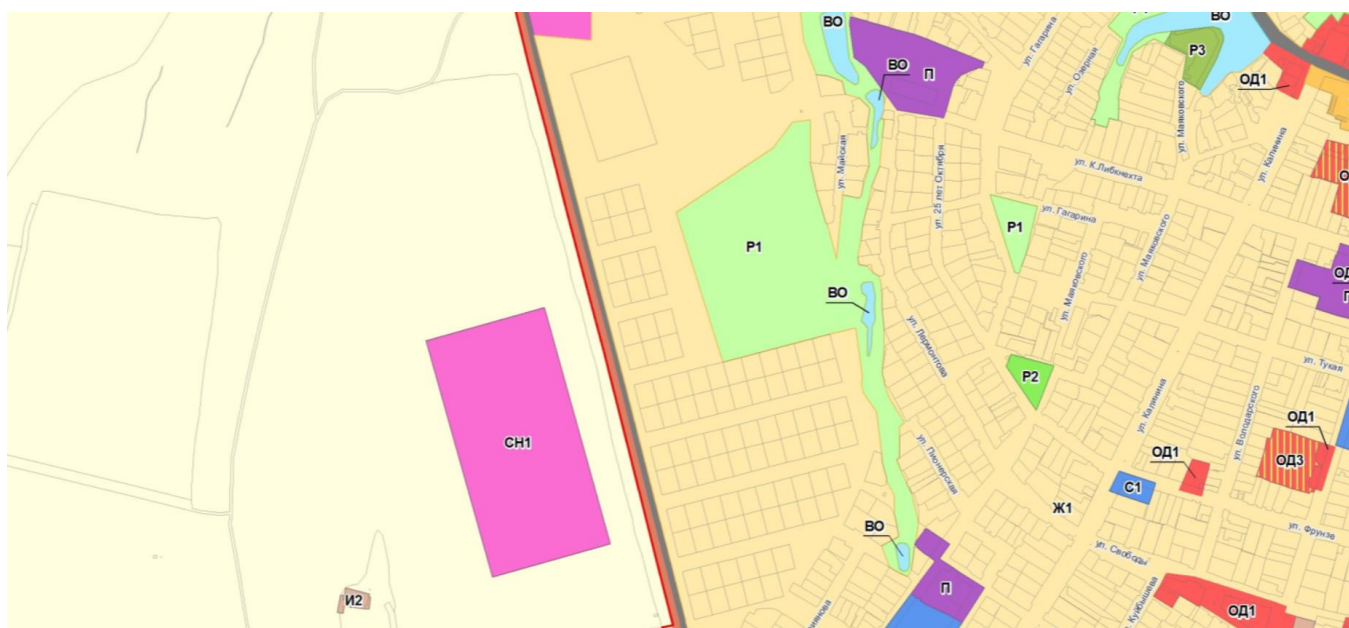 ВО
ВО
Р3
ВО
П
ОД1
ул. Гагарина
ул. Озерная
ул. Маяковского
ул. Калинина
ул. К.Либкнехта
ул. Майская
ул. 25 лет Октября
Р1
ул. Гагарина
ул. Маяковского
Р1
ул. Маяковского
ВО
ул. Лермонтова
ул. Тукая
Р2
ул. Калинина
ул. Володарского
ОД1
СН1
ул. Пионерская
ОД1
ОД3
С1
Ж1
ВО
ул. Фрунзе
ул. Свободы
П
И2
ул. Куйбышева
ОД1